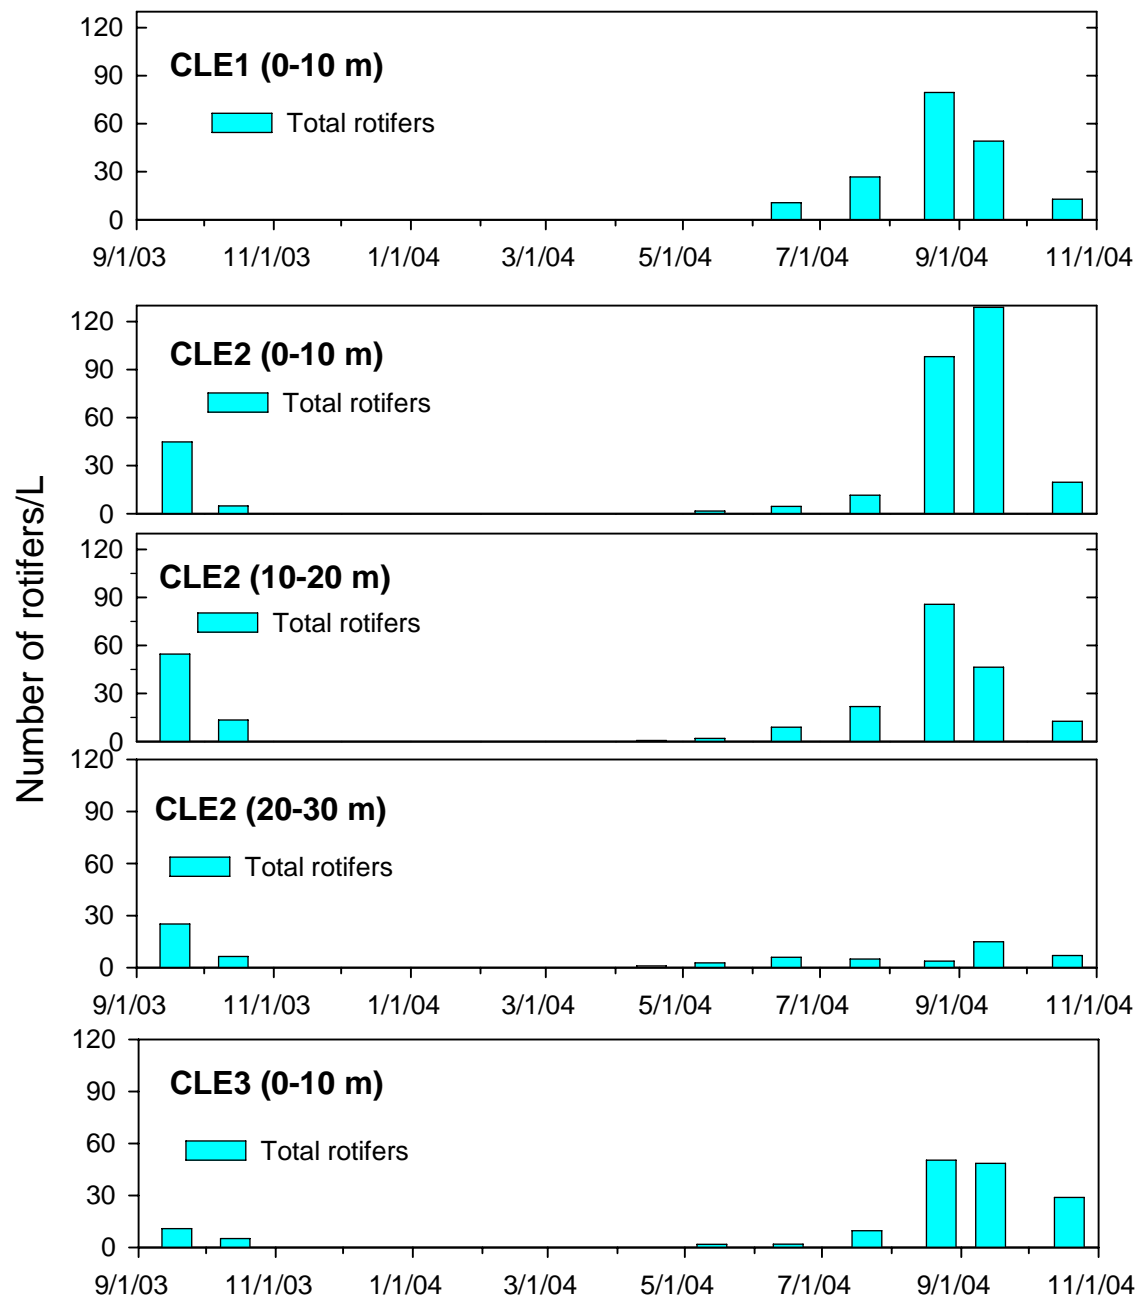 120
CLE1 (0-10 m)
90
Total rotifers
60
30
0
9/1/03 11/1/03 1/1/04 3/1/04 5/1/04 7/1/04 9/1/04 11/1/04
Number of rotifers/L
120
CLE2 (0-10 m)
90
Total rotifers
60
30
0
120
CLE2 (10-20 m)
90
Total rotifers
60
30
0
120
CLE2 (20-30 m)
90
Total rotifers
60
30
0
9/1/03 11/1/03 1/1/04 3/1/04 5/1/04 7/1/04 9/1/04 11/1/04
120
CLE3 (0-10 m)
90
Total rotifers
60
30
0
9/1/03 11/1/03 1/1/04 3/1/04 5/1/04 7/1/04 9/1/04 11/1/04